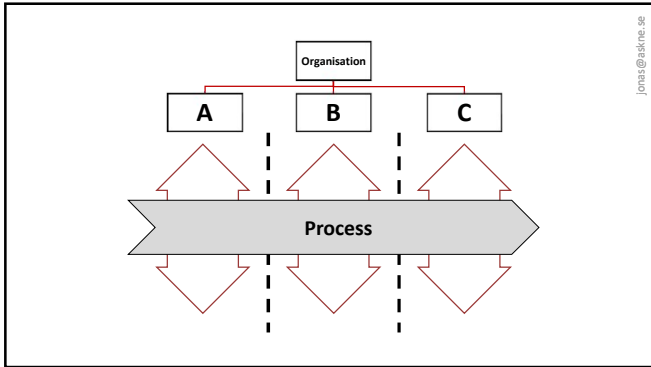 Organisation
A
B
C
Process
jonas@askne.se